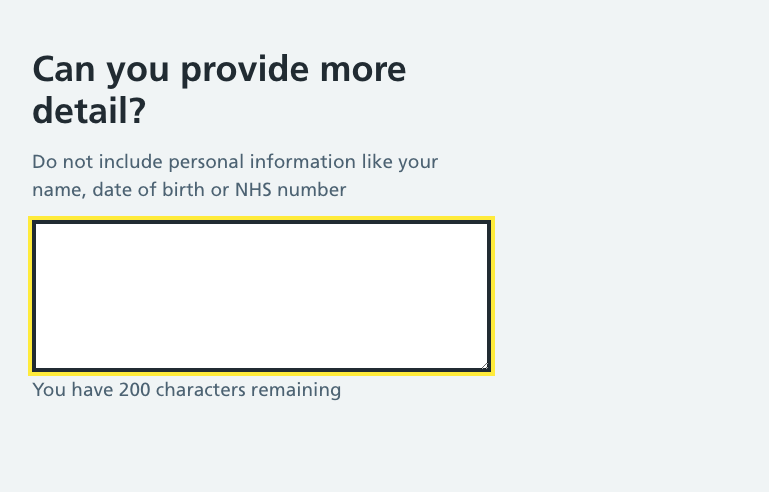 Can you provide more
detail?
Do not include personal information like your
name, date of birth or NHS number
You have 200 characters remaining